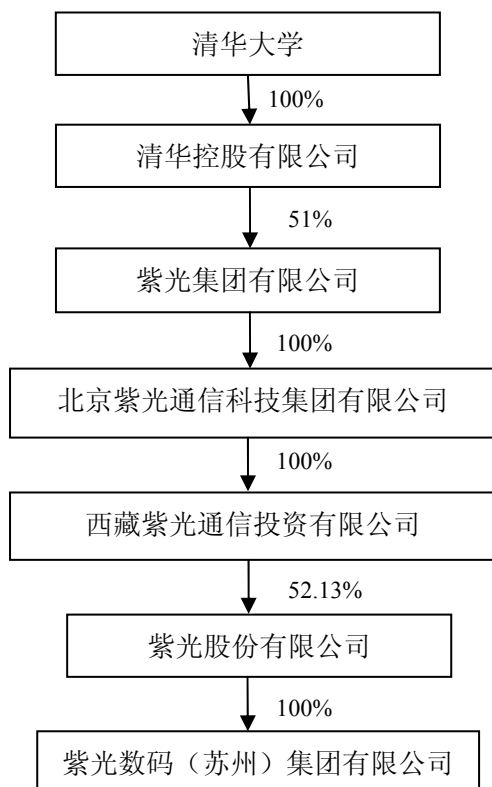 清华大学
100%
清华控股有限公司
51%
紫光集团有限公司
100%
北京紫光通信科技集团有限公司
100%
西藏紫光通信投资有限公司
52.13%
紫光股份有限公司
100%
紫光数码（苏州）集团有限公司